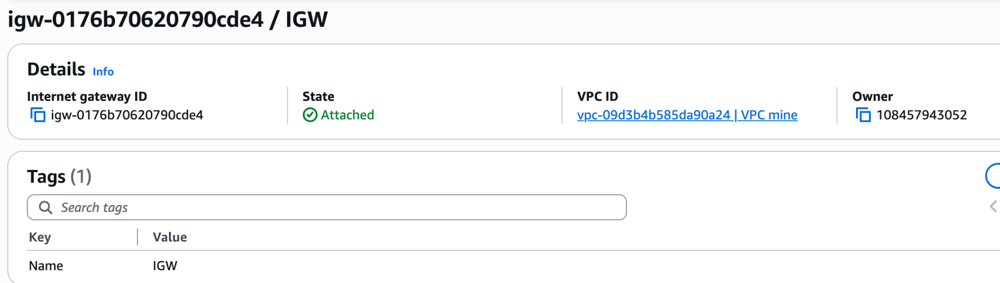 igw-0176b70620790cde4 / IGW
Details Info
Internet gateway ID
igw-0176b70620790cde4
State
Attached
VPC ID
vpc-09d3b4b585da90a24 | VPC mine
Owner
108457943052
Tags (1)
Search tags
Key Value
Name IGW